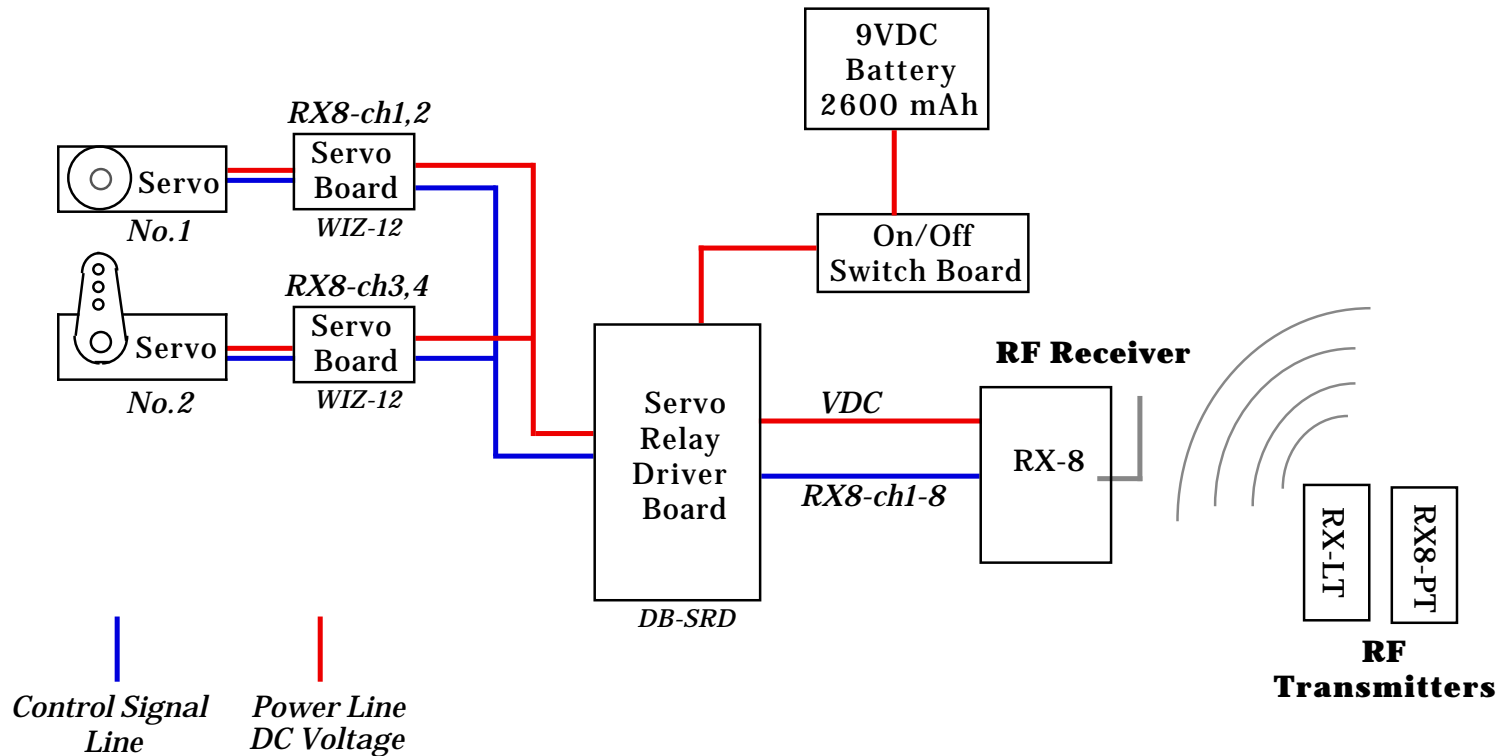 9VDC
Battery
2600 mAh
RX8-ch1,2
Servo
Board
WIZ-12
Servo
No.1
On/Off
Switch Board
RX8-ch3,4
Servo
Board
WIZ-12
Servo
No.2
Servo
Relay
Driver
Board
DB-SRD
VDC
RX8-ch1-8
RF Receiver
RX-8
RX-LT
RX8-PT
RF
Transmitters
Control Signal
Line
Power Line
DC Voltage